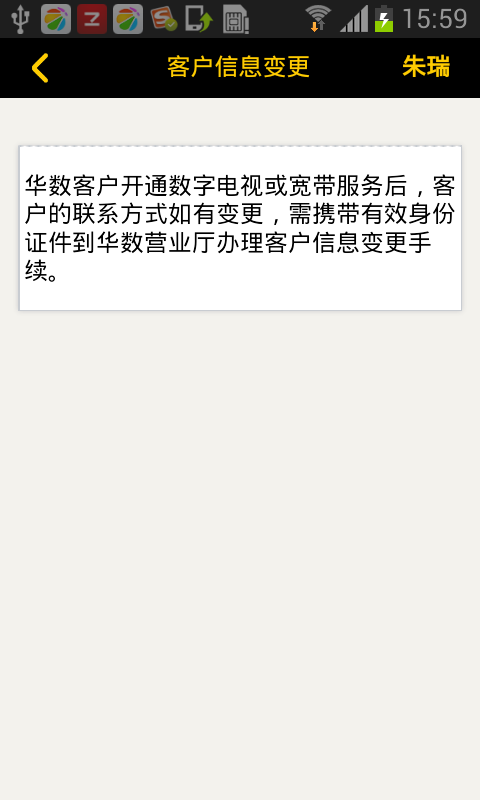 15:59
客户信息变更 朱瑞
华数客户开通数字电视或宽带服务后，客
户的联系方式如有变更，需携带有效身份
证件到华数营业厅办理客户信息变更手
续。